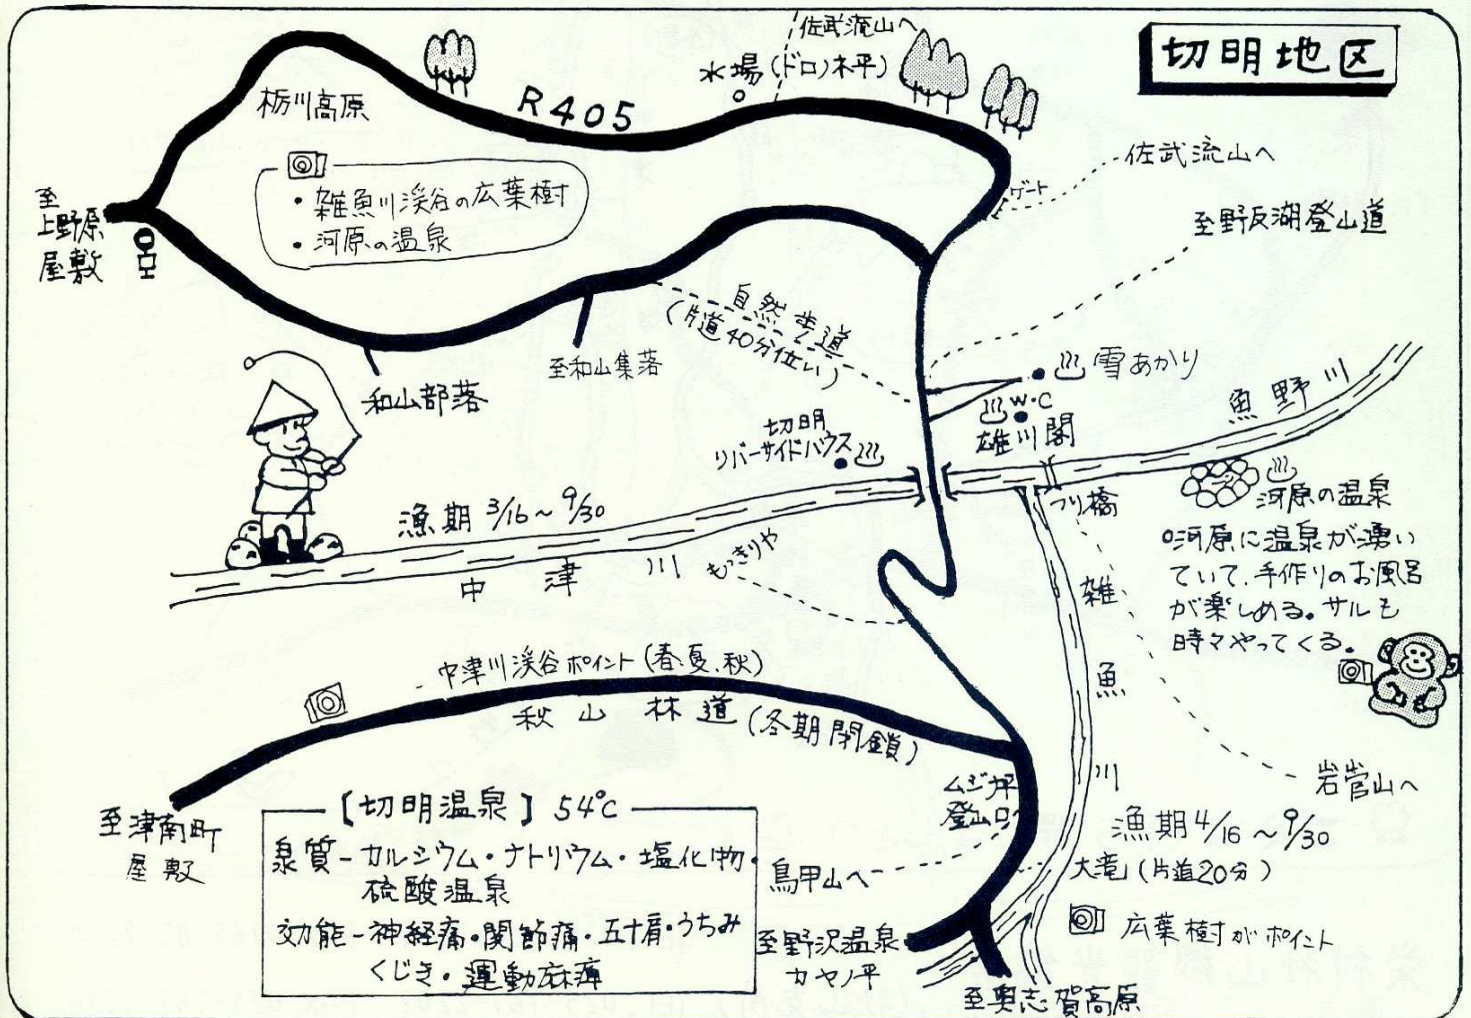 切明地区
佐武流山へ
水場(ドロノ木平)
R405
栃川高原
・雑魚川渓谷の広葉樹
・河原の温泉
至
上野原
屋敷
ゲート
佐武流山へ
至野反湖登山道
自然歩道
(片道40分位い)
至和山集落
和山部落
雪あかり
W・C
雄川閣
切明
リバーサイドハウス
魚野川
つり橋
河原の温泉
○河原に温泉が湧い
ていて、手作りのお風呂
が楽しめる。サルも
時々やってくる。
漁期 3/16~9/30
中津川
もっきりや
雑魚川
中津川渓谷ポイント(春、夏、秋)
秋山林道(冬期閉鎖)
至津南町
屋敷
岩菅山へ
漁期 4/16~9/30
ムジナ坪
登山口
大滝(片道20分)
鳥甲山へ
広葉樹がポイント
至野沢温泉
カヤノ平
至奥志賀高原
[切明温泉] 54℃
泉質-カルシウム・ナトリウム・塩化物・
硫酸温泉
効能-神経痛・関節痛・五十肩・うちみ
くじき・運動麻痺